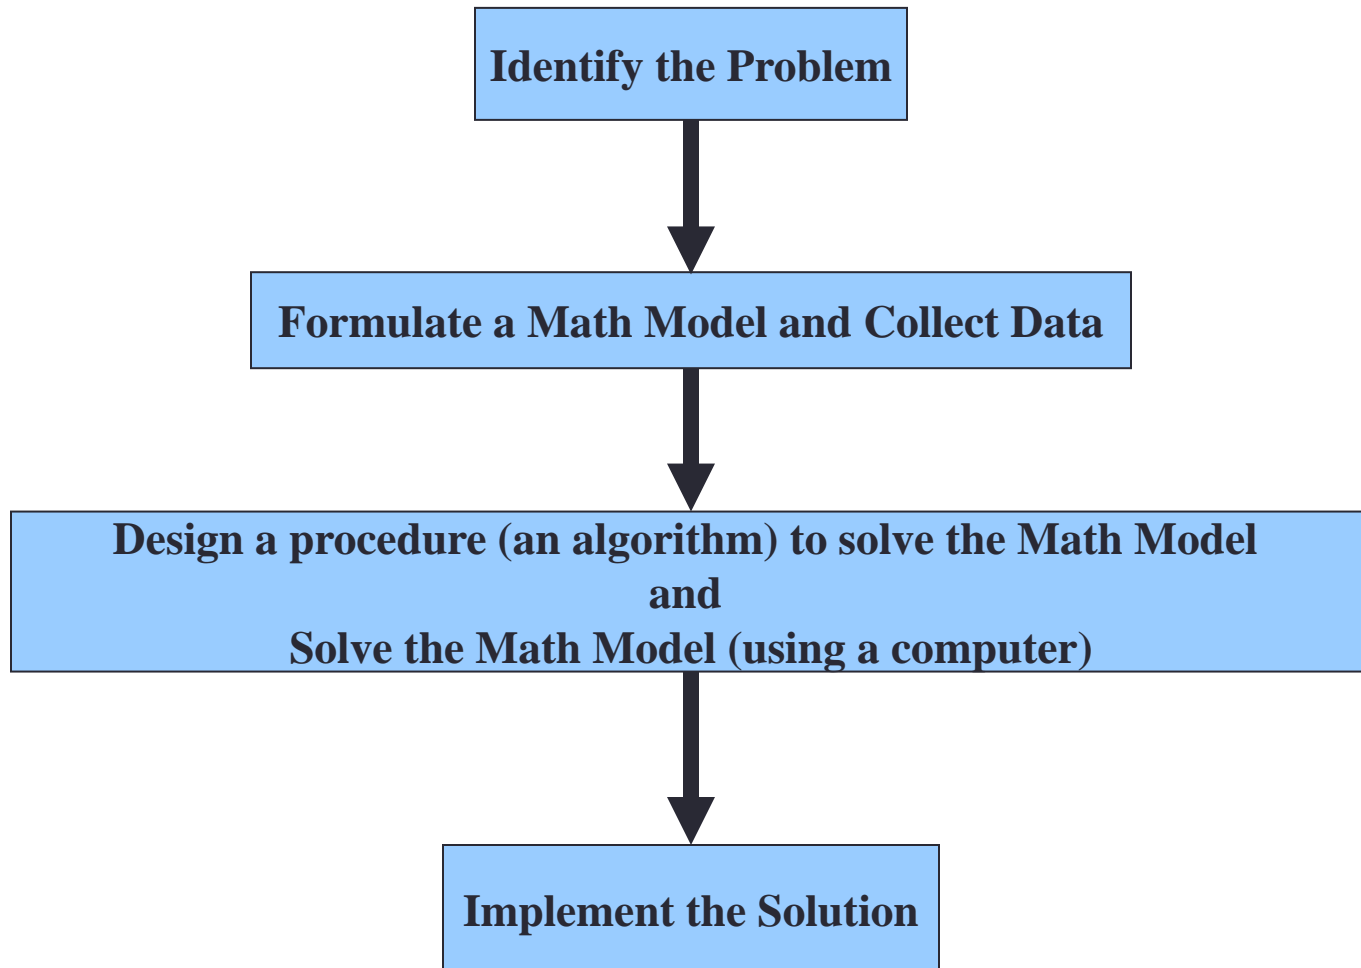 Identify the Problem
Formulate a Math Model and Collect Data
Design a procedure (an algorithm) to solve the Math Model
and
Solve the Math Model (using a computer)
Implement the Solution